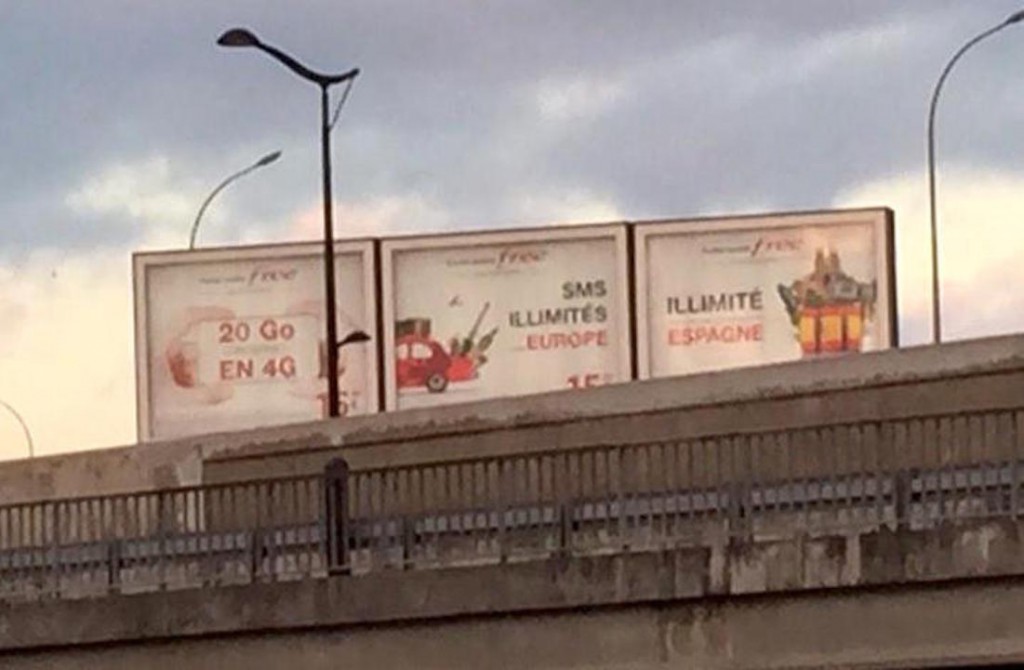 free
20 Go
EN 4G
free
SMS
ILLIMITÉS
EUROPE
free
ILLIMITÉ
ESPAGNE